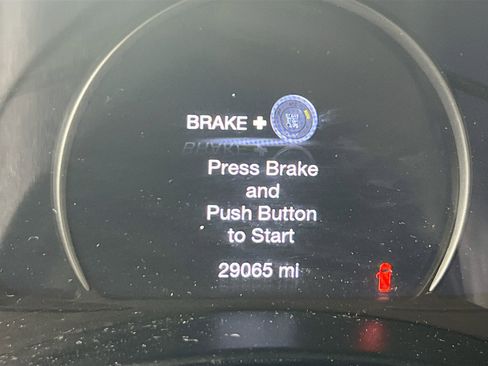 BRAKE +
Press Brake
and
Push Button
to Start
29065 mi